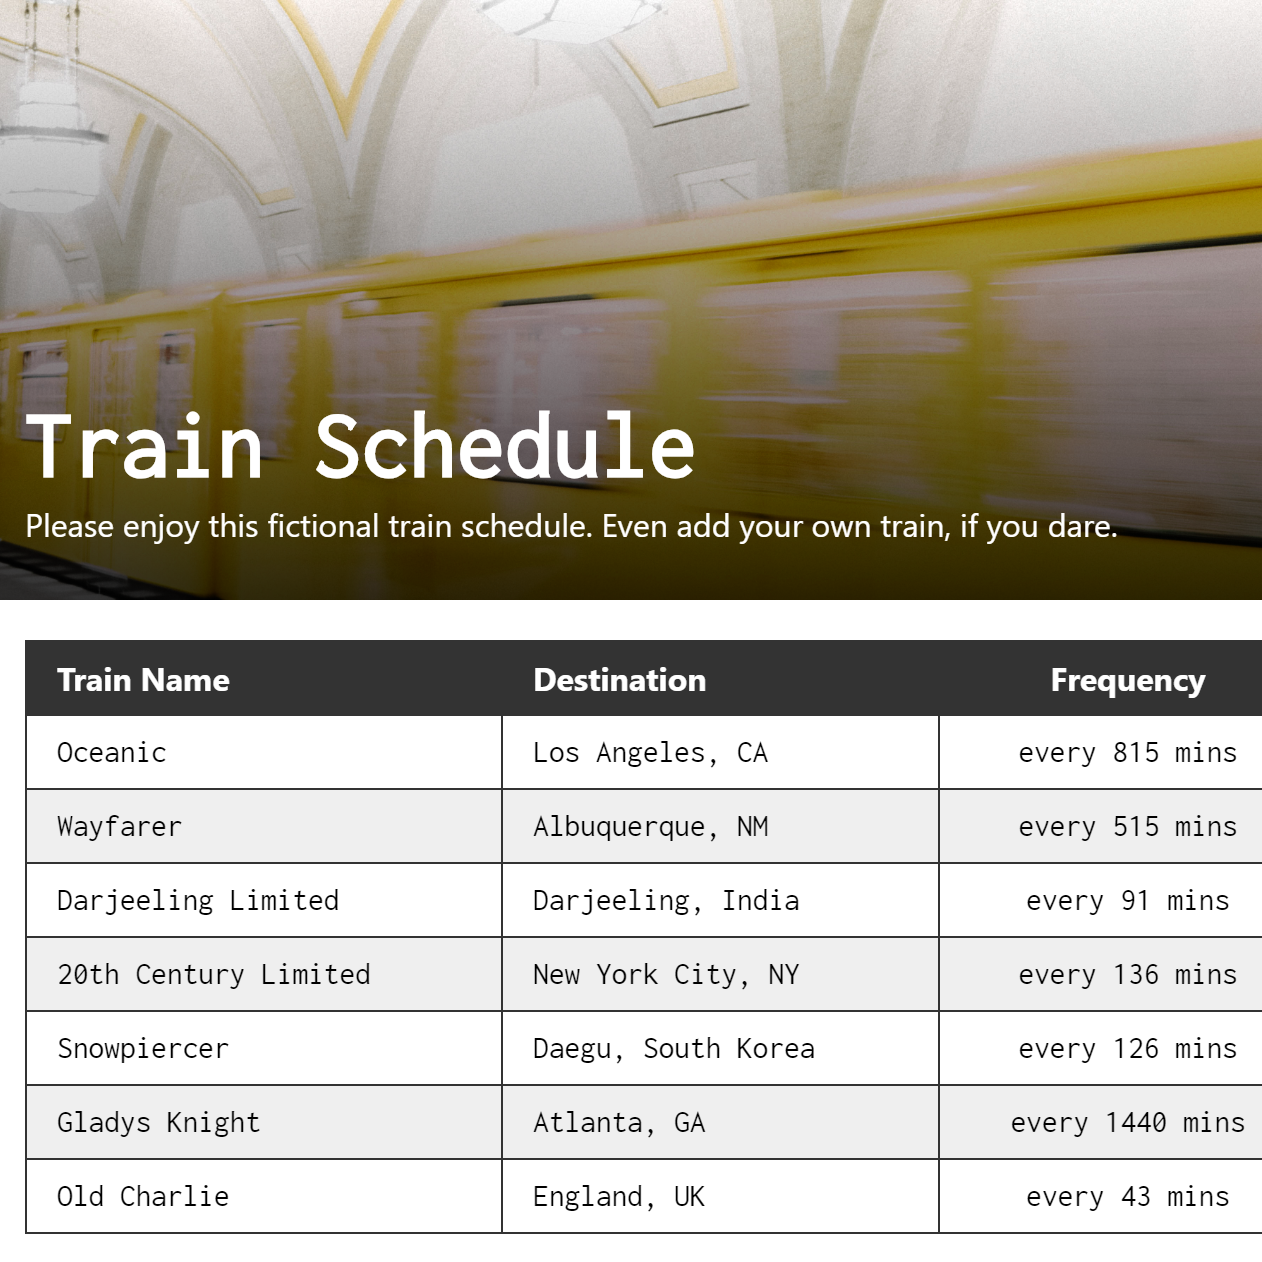 Train Schedule
Please enjoy this fictional train schedule. Even add your own train, if you dare.
Train Name Destination Frequency
Oceanic Los Angeles, CA every 815 mins
Wayfarer Albuquerque, NM every 515 mins
Darjeeling Limited Darjeeling, India every 91 mins
20th Century Limited New York City, NY every 136 mins
Snowpiercer Daegu, South Korea every 126 mins
Gladys Knight Atlanta, GA every 1440 mins
Old Charlie England, UK every 43 mins